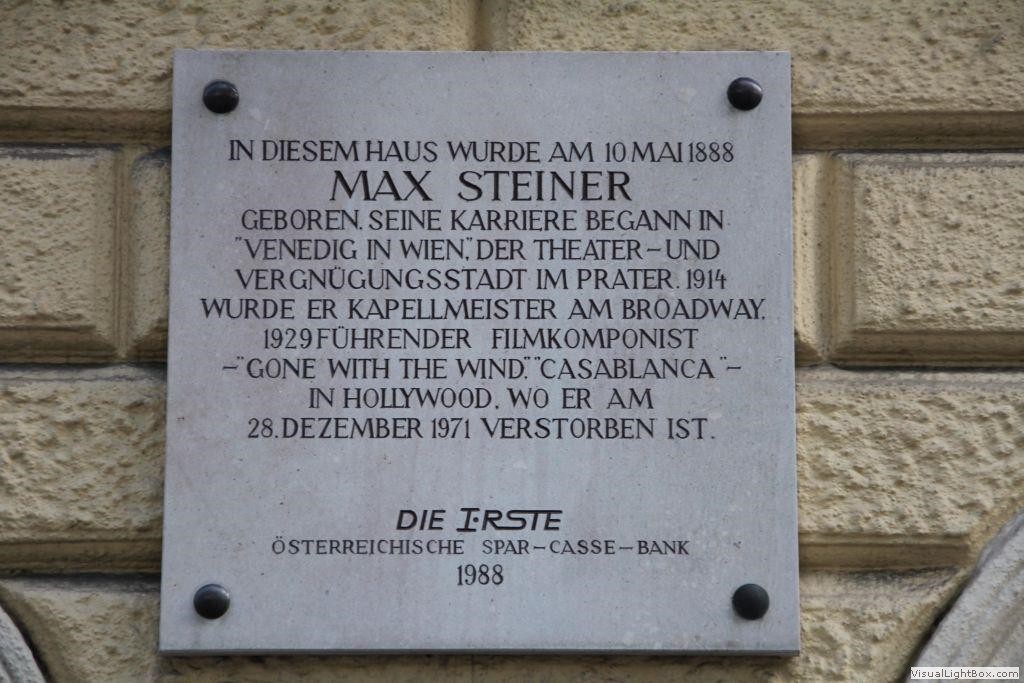 IN DIESEM HAUS WURDE AM 10.MAI 1888
MAX STEINER
GEBOREN. SEINE KARRIERE BEGANN IN
"VENEDIG IN WIEN", DER THEATER-UND
VERGNÜGUNGSSTADT IM PRATER. 1914
WURDE ER KAPELLMEISTER AM BROADWAY.
1929 FÜHRENDER FILMKOMPONIST
-"GONE WITH THE WIND", "CASABLANCA"-
IN HOLLYWOOD, WO ER AM
28. DEZEMBER 1971 VERSTORBEN IST.
DIE ERSTE
ÖSTERREICHISCHE SPAR-CASSE-BANK
1988
VisualLightBox.com